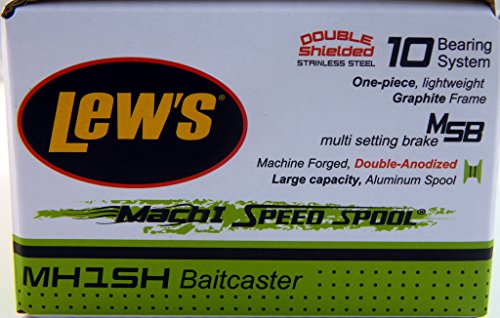 Lew's®
DOUBLE
Shielded
STAINLESS STEEL
10 Bearing
System
One-piece, lightweight
Graphite Frame
multi setting brake MSB
Machine Forged, Double-Anodized
Large capacity, Aluminum Spool
Mach I Speed Spool®
MH1SH Baitcaster